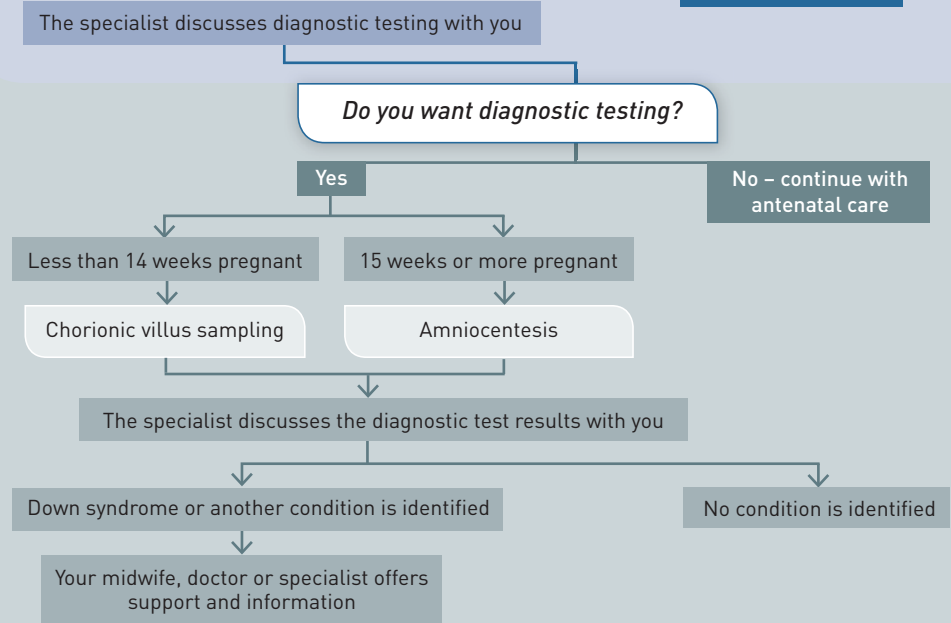 The specialist discusses diagnostic testing with you
Do you want diagnostic testing?
Yes
No – continue with
antenatal care
Less than 14 weeks pregnant
15 weeks or more pregnant
Chorionic villus sampling
Amniocentesis
The specialist discusses the diagnostic test results with you
Down syndrome or another condition is identified
No condition is identified
Your midwife, doctor or specialist offers
support and information